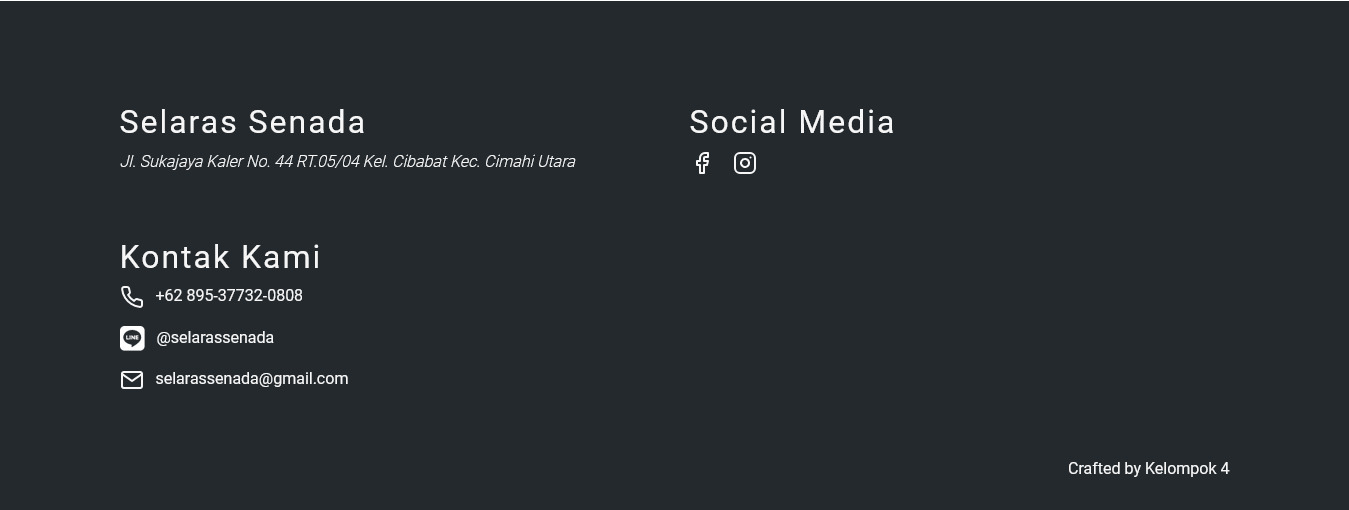 Selaras Senada
Jl. Sukajaya Kaler No. 44 RT.05/04 Kel. Cibabat Kec. Cimahi Utara
Social Media
Kontak Kami
+62 895-37732-0808
LINE
@selarassenada
selarassenada@gmail.com
Crafted by Kelompok 4